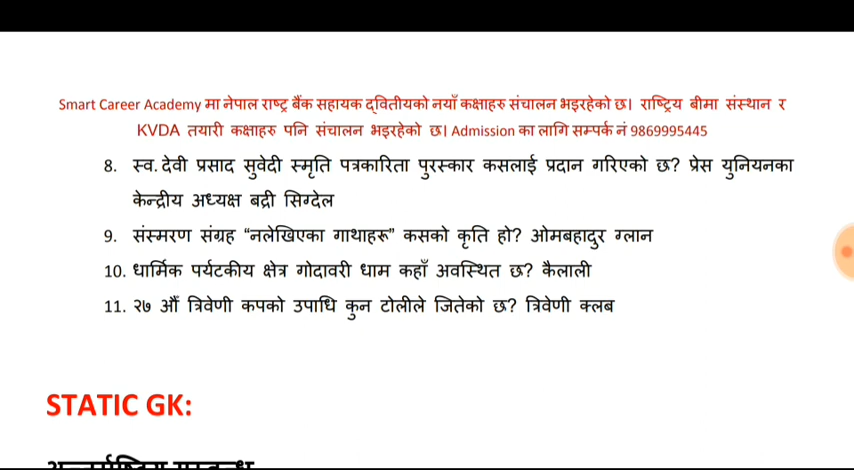 Smart Career Academy मा नेपाल राष्ट्र बैंक सहायक द्वितीयको नयाँ कक्षाहरु संचालन भइरहेको छ। राष्ट्रिय बीमा संस्थान र
KVDA तयारी कक्षाहरु पनि संचालन भइरहेको छ। Admission का लागि सम्पर्क नं 9869995445
8. स्व. देवी प्रसाद सुवेदी स्मृति पत्रकारिता पुरस्कार कसलाई प्रदान गरिएको छ? प्रेस युनियनका
केन्द्रीय अध्यक्ष बद्री सिग्देल
9. संस्मरण संग्रह “नलेखिएका गाथाहरू” कसको कृति हो? ओमबहादुर ग्लान
10. धार्मिक पर्यटकीय क्षेत्र गोदावरी धाम कहाँ अवस्थित छ? कैलाली
11. २७ औं त्रिवेणी कपको उपाधि कुन टोलीले जितेको छ? त्रिवेणी क्लब
STATIC GK: